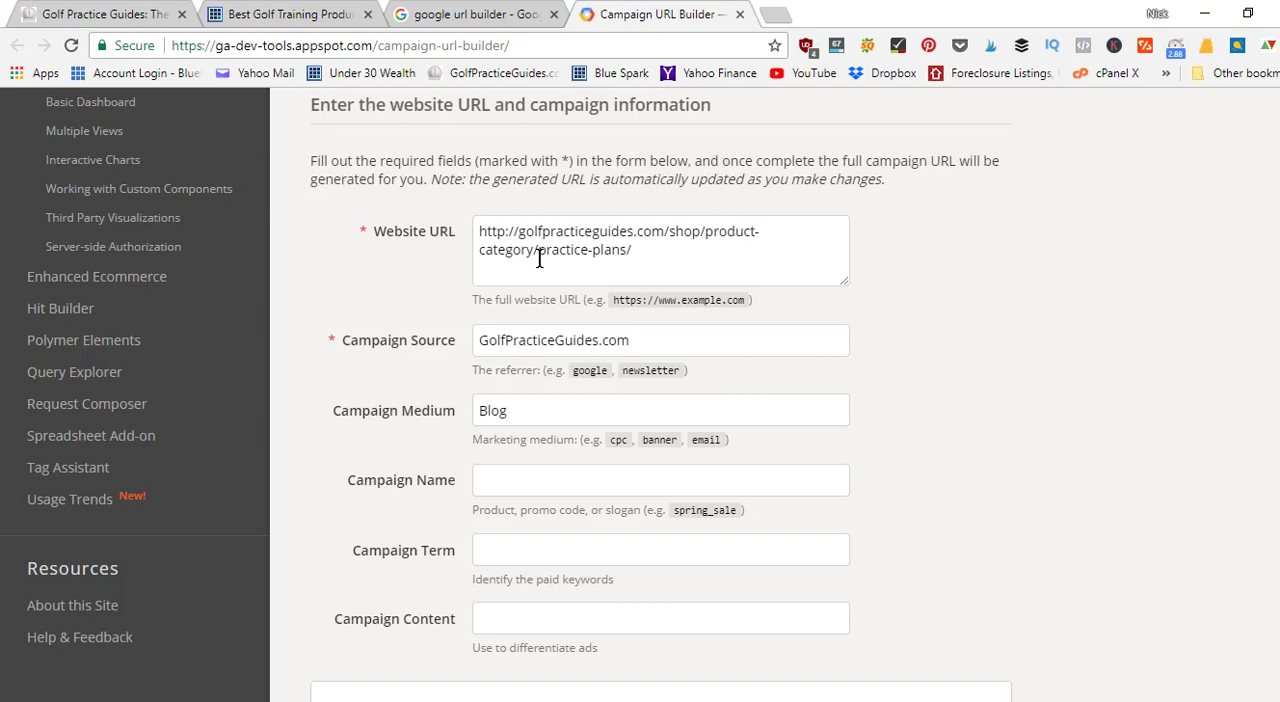 Golf Practice Guides: The
Best Golf Training Produ
google url builder - Goo
Campaign URL Builder —
Nick
Secure
https://ga-dev-tools.appspot.com/campaign-url-builder/
4
67
2.88
Apps
Account Login - Blue
Yahoo Mail
Under 30 Wealth
GolfPracticeGuides.cc
Blue Spark
Yahoo Finance
YouTube
Dropbox
Foreclosure Listings,
cPanel X
»
Other bookm
Basic Dashboard
Multiple Views
Interactive Charts
Working with Custom Components
Third Party Visualizations
Server-side Authorization
Enhanced Ecommerce
Hit Builder
Polymer Elements
Query Explorer
Request Composer
Spreadsheet Add-on
Tag Assistant
Usage Trends New!
Resources
About this Site
Help & Feedback
Enter the website URL and campaign information
Fill out the required fields (marked with *) in the form below, and once complete the full campaign URL will be
generated for you. Note: the generated URL is automatically updated as you make changes.
* Website URL
http://golfpracticeguides.com/shop/product-
category/practice-plans/
The full website URL (e.g. https://www.example.com )
* Campaign Source
GolfPracticeGuides.com
The referrer: (e.g. google , newsletter )
Campaign Medium
Blog
Marketing medium: (e.g. cpc, banner, email )
Campaign Name
Product, promo code, or slogan (e.g. spring_sale )
Campaign Term
Identify the paid keywords
Campaign Content
Use to differentiate ads